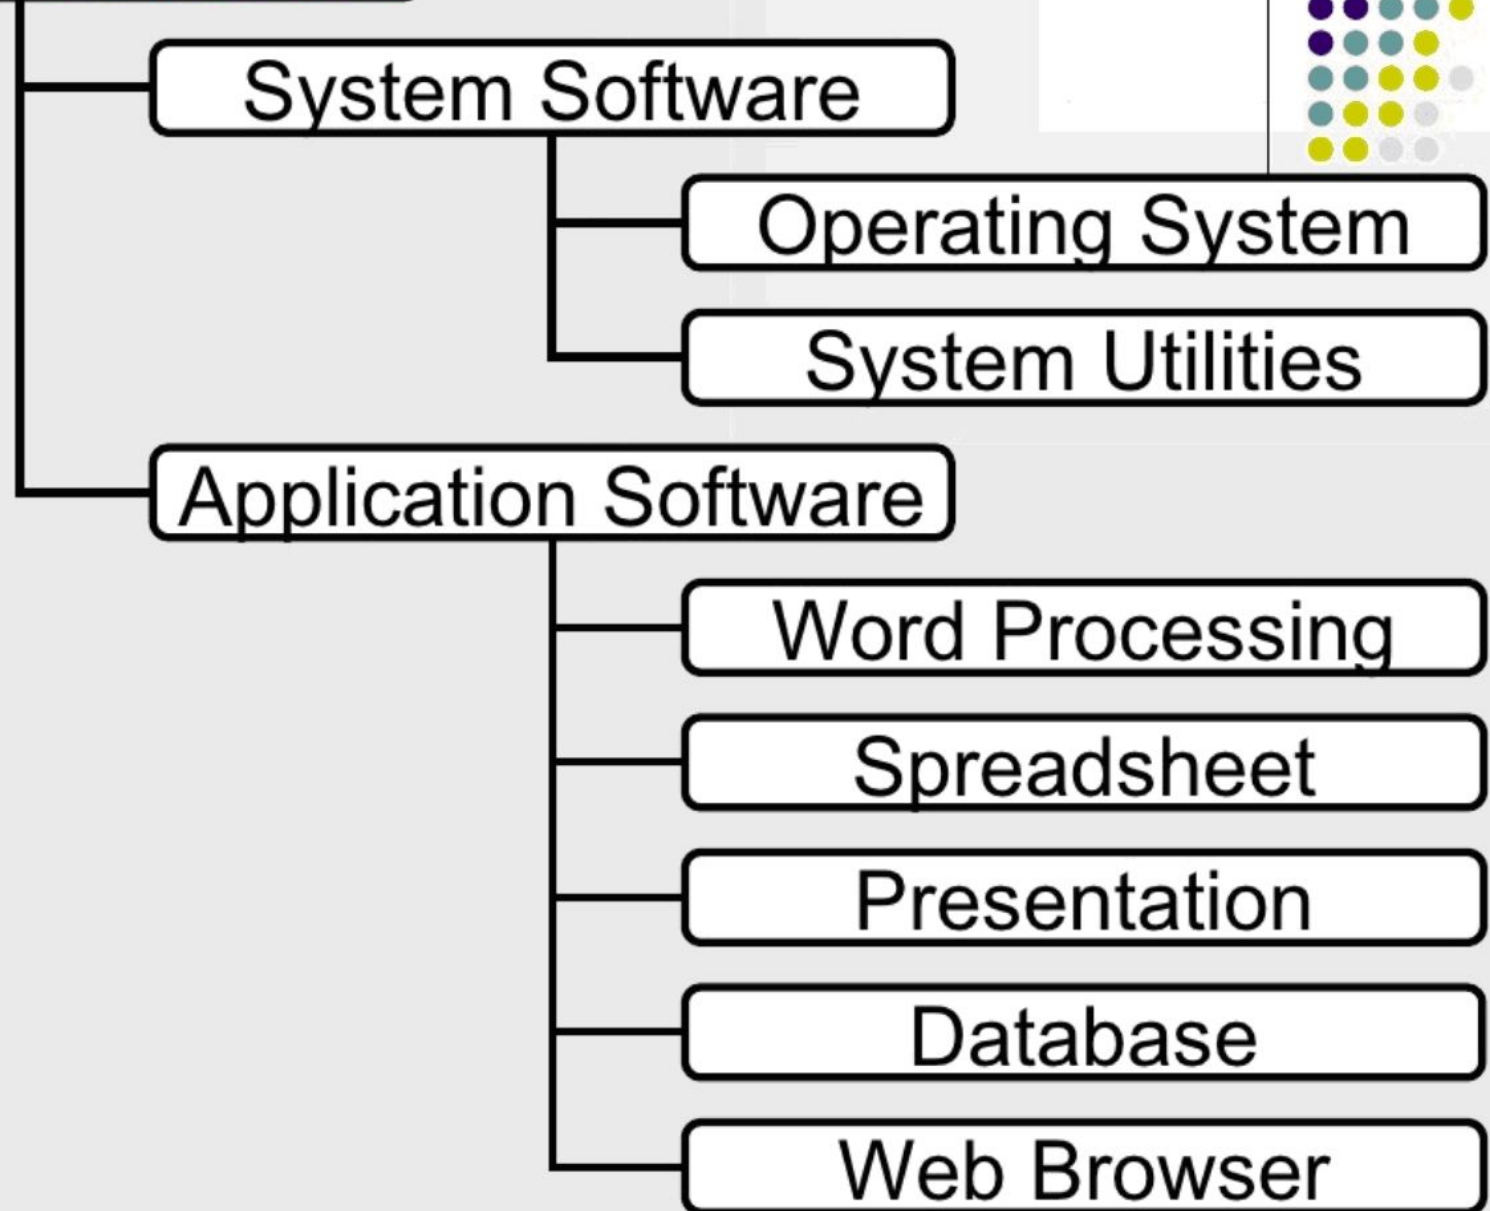 System Software
Operating System
System Utilities
Application Software
Word Processing
Spreadsheet
Presentation
Database
Web Browser